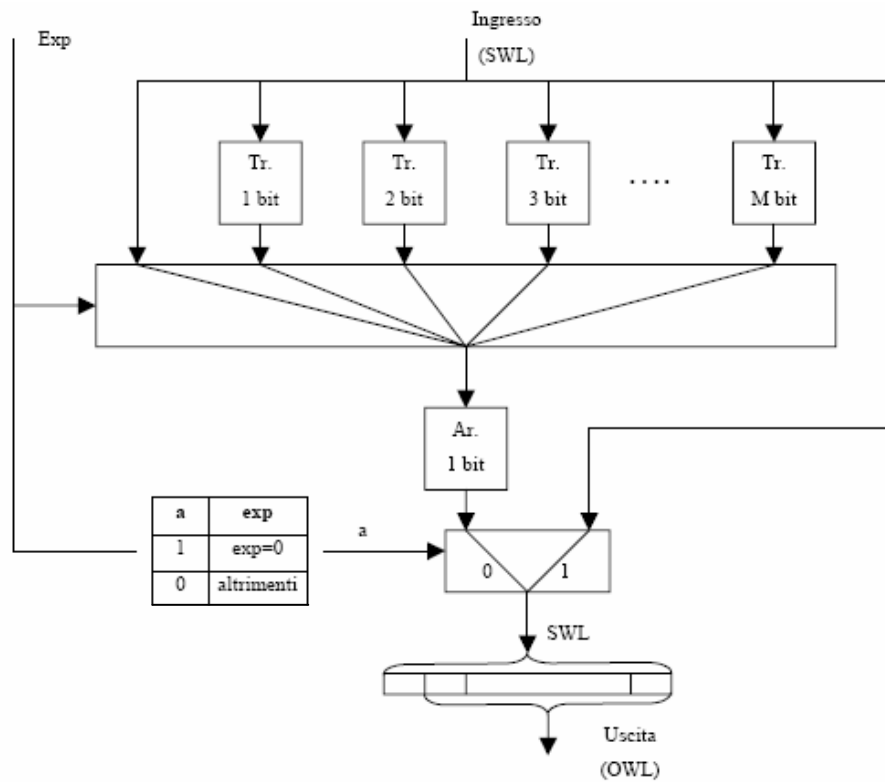 Exp
Ingresso
(SWL)
Tr.
1 bit
Tr.
2 bit
Tr.
3 bit
....
Tr.
M bit
Ar.
1 bit
a exp
1 exp=0
0 altrimenti
a
0 1
SWL
Uscita
(OWL)